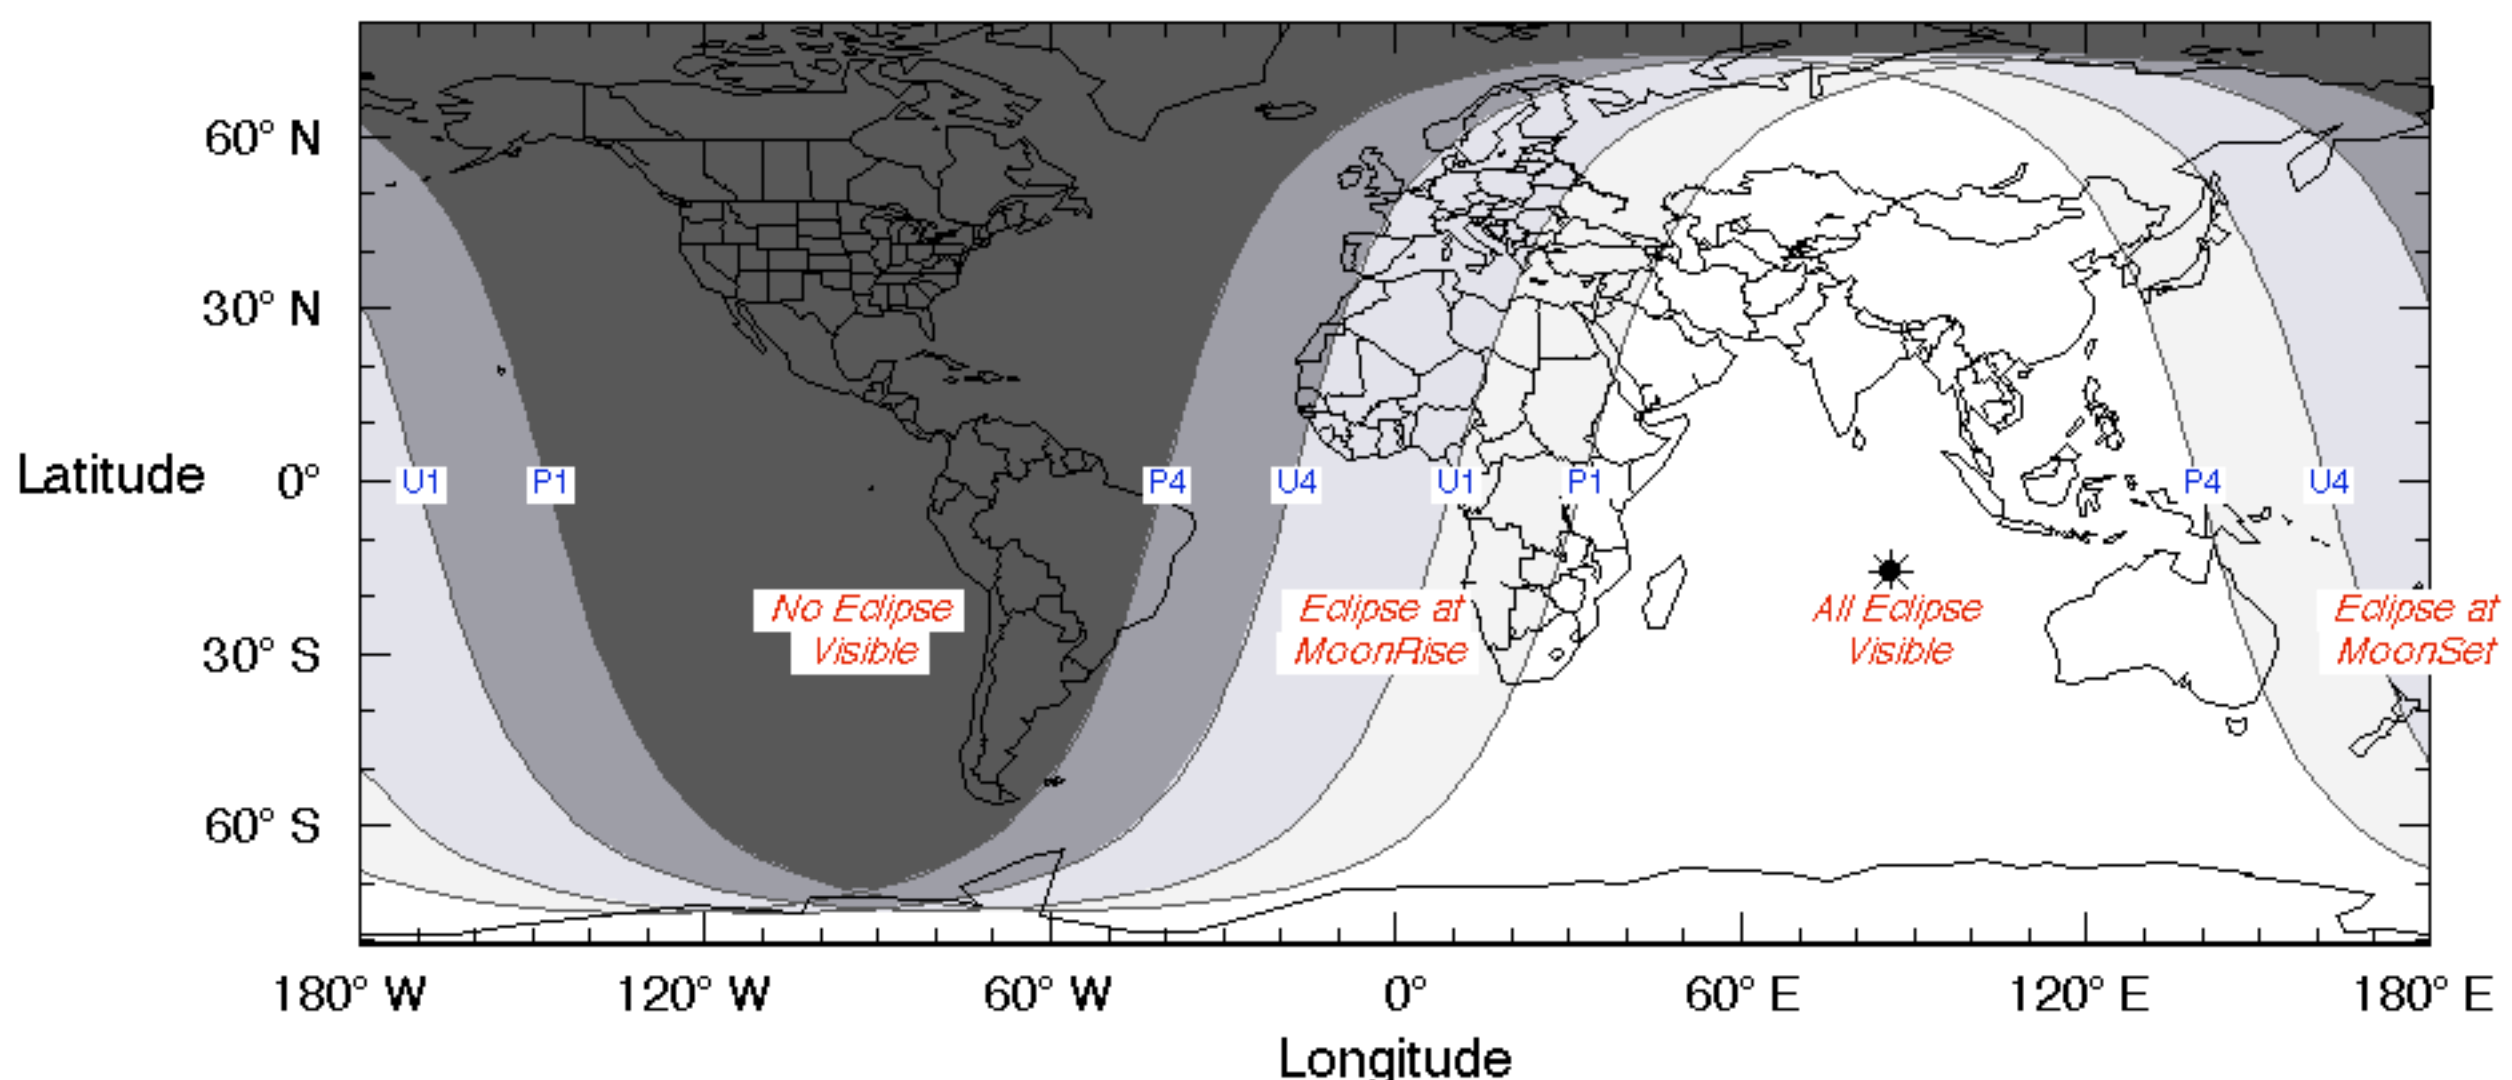 60° N
30° N
Latitude 0°
U1 P1 P4 U4 U1 P1 P4 U4
No Eclipse Visible
Eclipse at MoonRise
All Eclipse Visible
Eclipse at MoonSet
30° S
60° S
180° W 120° W 60° W 0° 60° E 120° E 180° E
Longitude